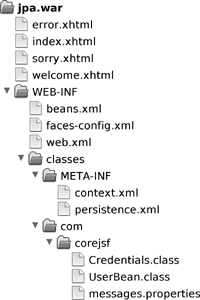 jpa.war
error.xhtml
index.xhtml
sorry.xhtml
welcome.xhtml
WEB-INF
beans.xml
faces-config.xml
web.xml
classes
META-INF
context.xml
persistence.xml
com
corejsf
Credentials.class
UserBean.class
messages.properties